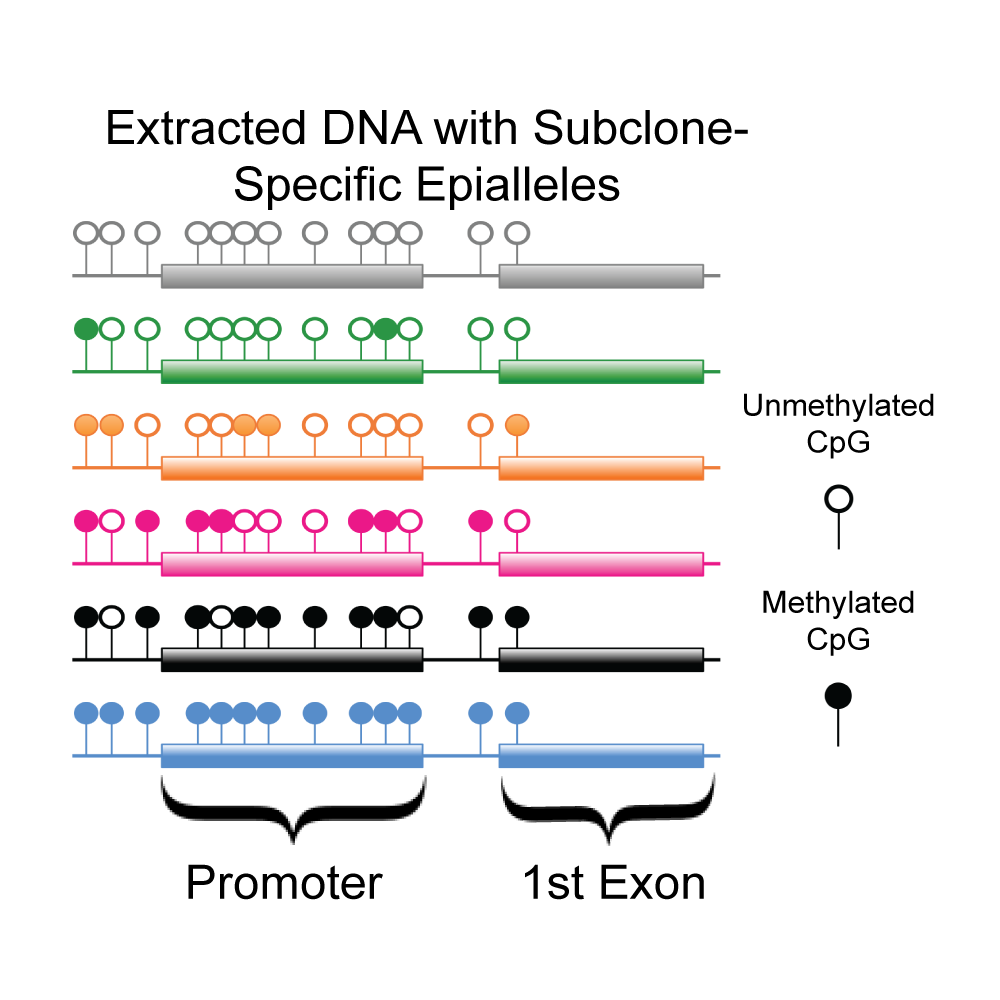 Extracted DNA with Subclone-
Specific Epialleles
Unmethylated
CpG
Methylated
CpG
Promoter
1st Exon